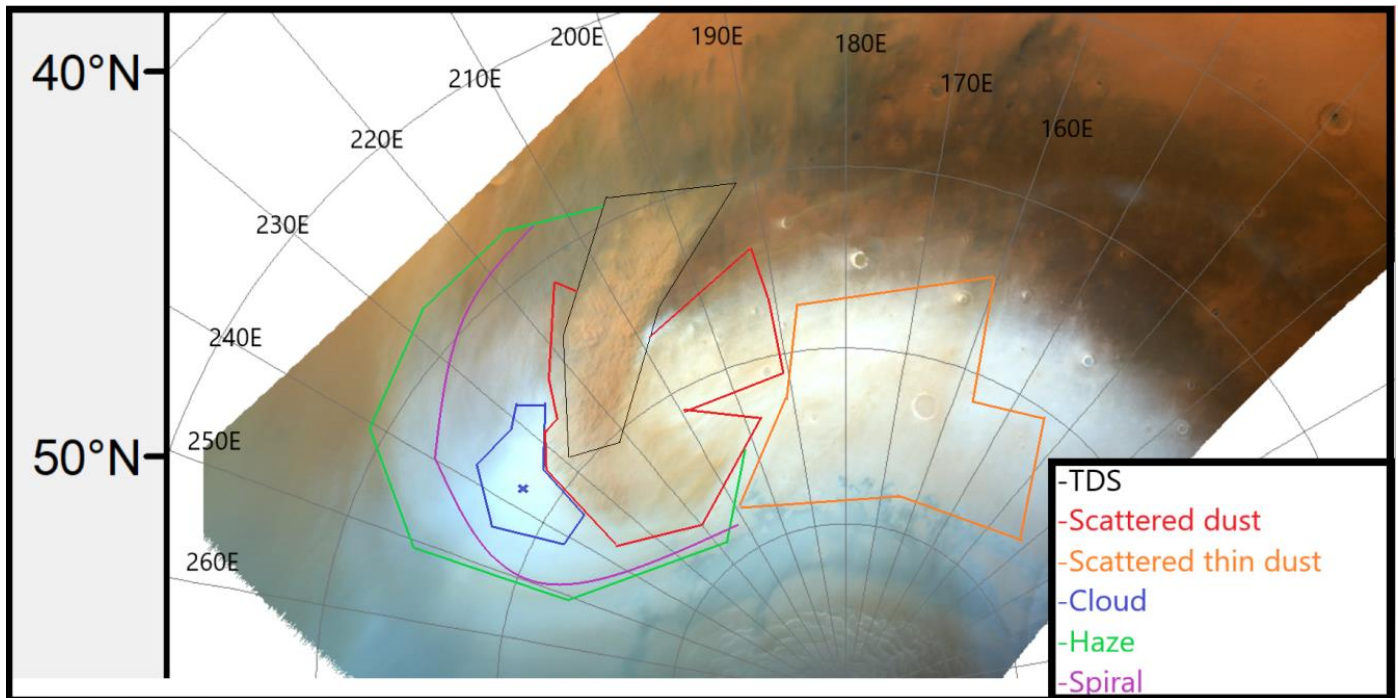 200E
190E
180E
40°N
210E
170E
160E
220E
230E
240E
250E
50°N
260E
-TDS
-Scattered dust
-Scattered thin dust
-Cloud
-Haze
-Spiral